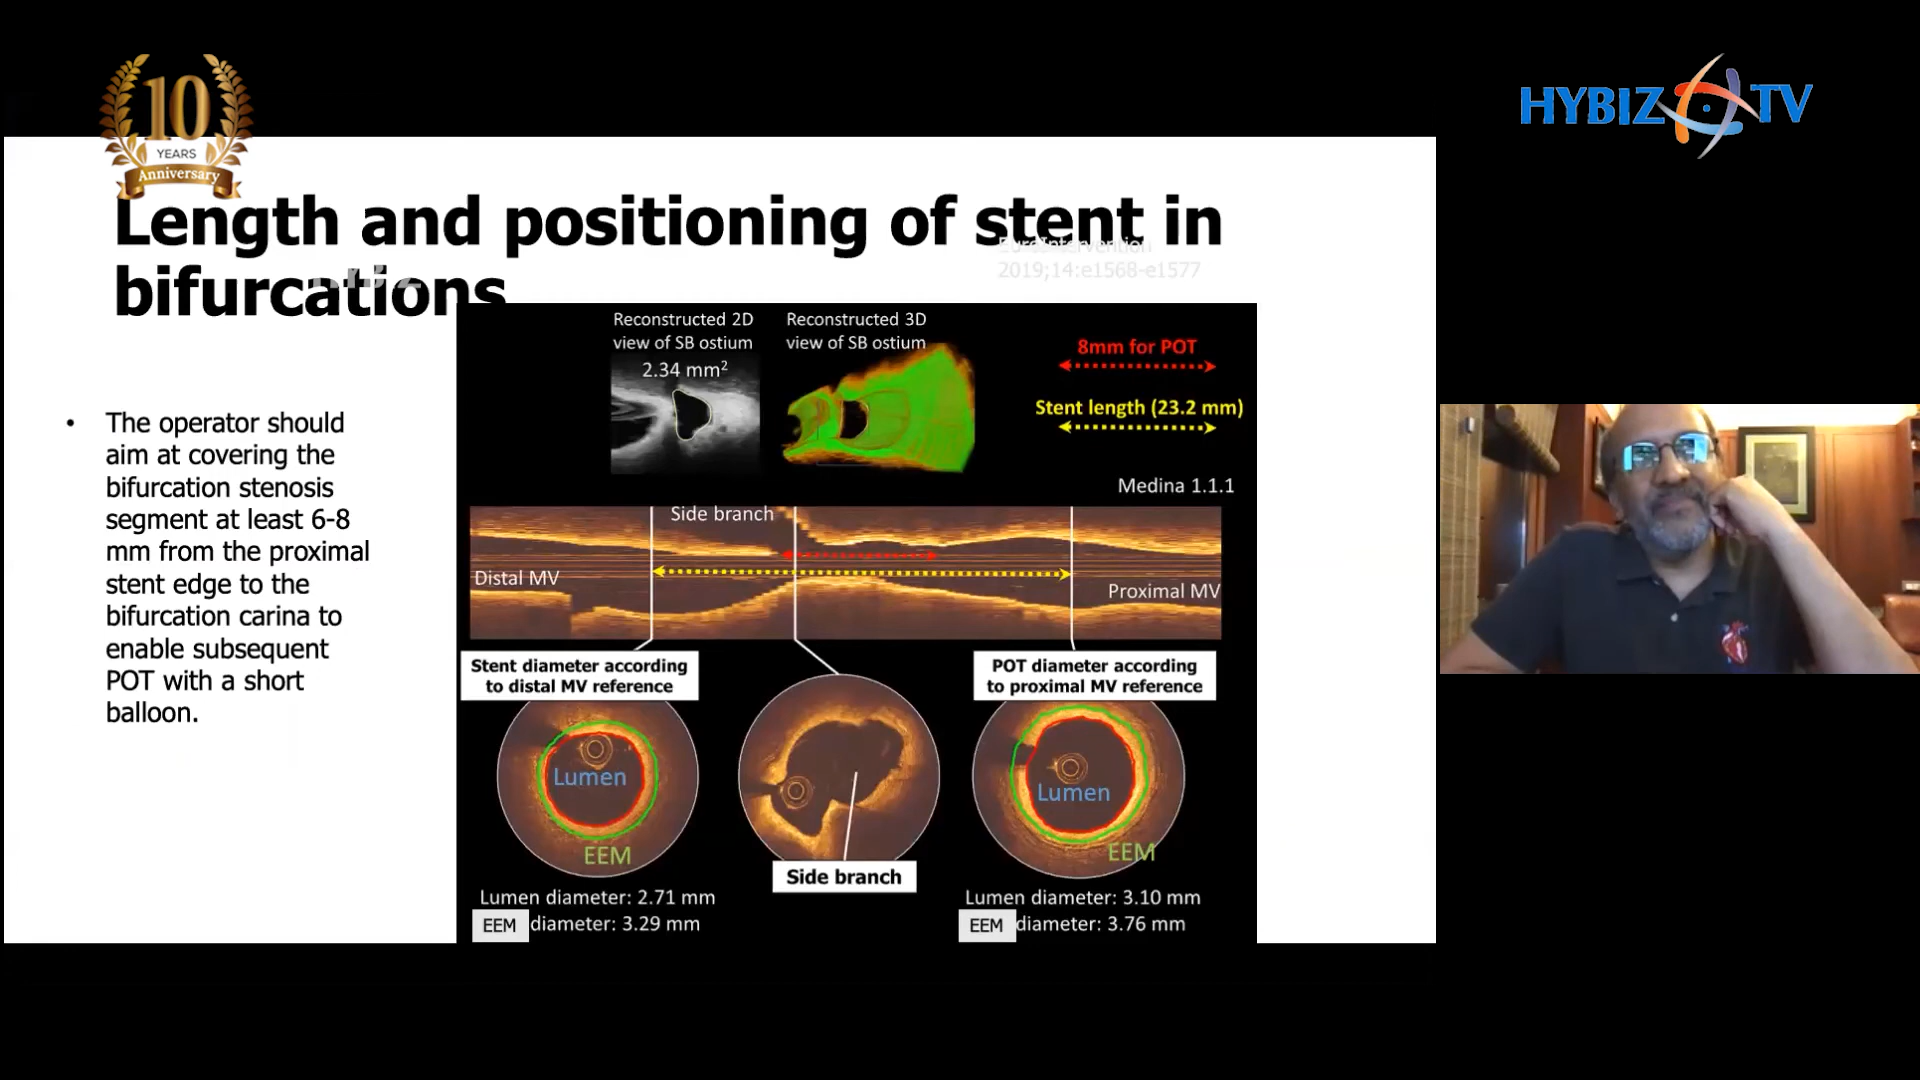 10
YEARS
Anniversary
HYBIZ TV
Length and positioning of stent in
bifurcations
EuroIntervention
2019;14:e1568-e1577
HYBIZ
• The operator should
aim at covering the
bifurcation stenosis
segment at least 6-8
mm from the proximal
stent edge to the
bifurcation carina to
enable subsequent
POT with a short
balloon.
Reconstructed 2D
view of SB ostium
2.34 mm²
Reconstructed 3D
view of SB ostium
8mm for POT
Stent length (23.2 mm)
Medina 1.1.1
Side branch
Distal MV
Proximal MV
Stent diameter according
to distal MV reference
POT diameter according
to proximal MV reference
Lumen
EEM
Side branch
Lumen
EEM
Lumen diameter: 2.71 mm
EEM diameter: 3.29 mm
Lumen diameter: 3.10 mm
EEM diameter: 3.76 mm